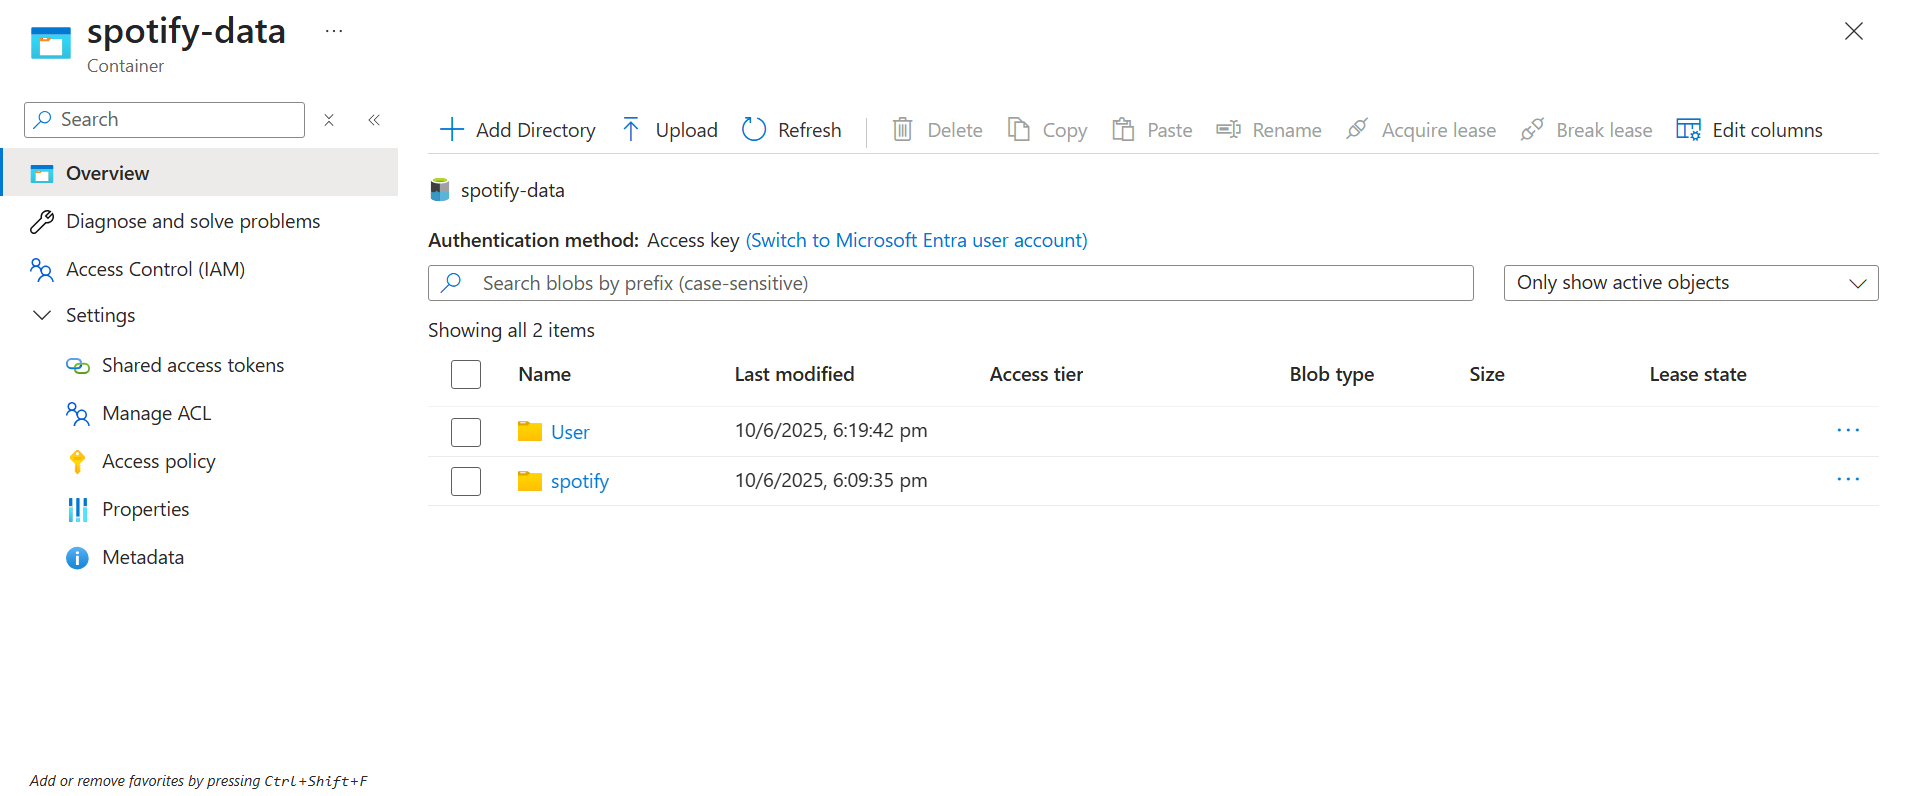 spotify-data ...
Container
Search
Overview
Diagnose and solve problems
Access Control (IAM)
Settings
Shared access tokens
Manage ACL
Access policy
Properties
Metadata
Add or remove favorites by pressing Ctrl+Shift+F
Add Directory Upload Refresh Delete Copy Paste Rename Acquire lease Break lease Edit columns
spotify-data
Authentication method: Access key (Switch to Microsoft Entra user account)
Search blobs by prefix (case-sensitive) Only show active objects
Showing all 2 items
Name Last modified Access tier Blob type Size Lease state
User 10/6/2025, 6:19:42 pm ...
spotify 10/6/2025, 6:09:35 pm ...